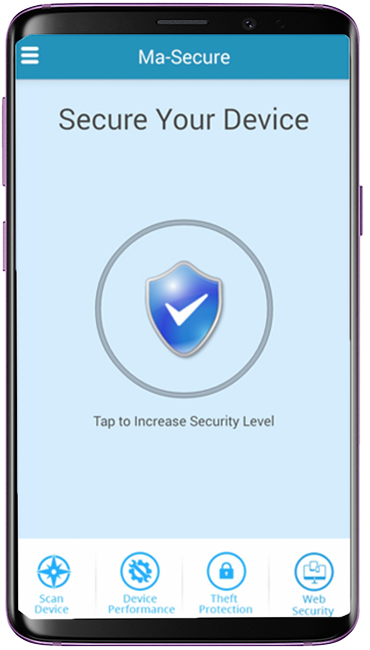 Ma-Secure
Secure Your Device
Tap to Increase Security Level
Scan
Device
Device
Performance
Theft
Protection
Web
Security